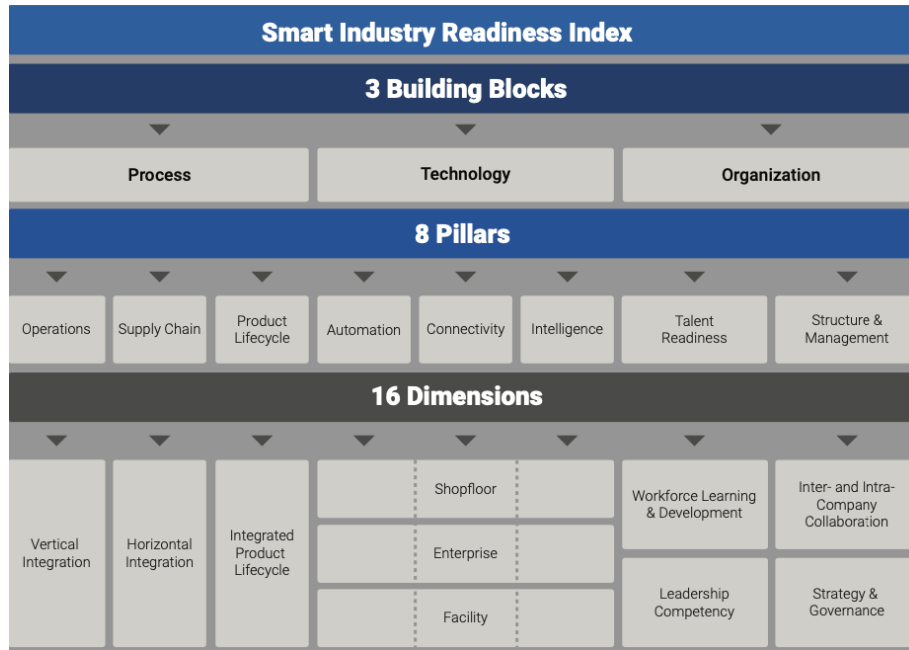 Smart Industry Readiness Index
3 Building Blocks
Process
Technology
Organization
8 Pillars
Operations
Supply Chain
Product
Lifecycle
Automation
Connectivity
Intelligence
Talent
Readiness
Structure &
Management
16 Dimensions
Vertical
Integration
Horizontal
Integration
Integrated
Product
Lifecycle
Shopfloor
Enterprise
Facility
Workforce Learning
& Development
Leadership
Competency
Inter- and Intra-
Company
Collaboration
Strategy &
Governance